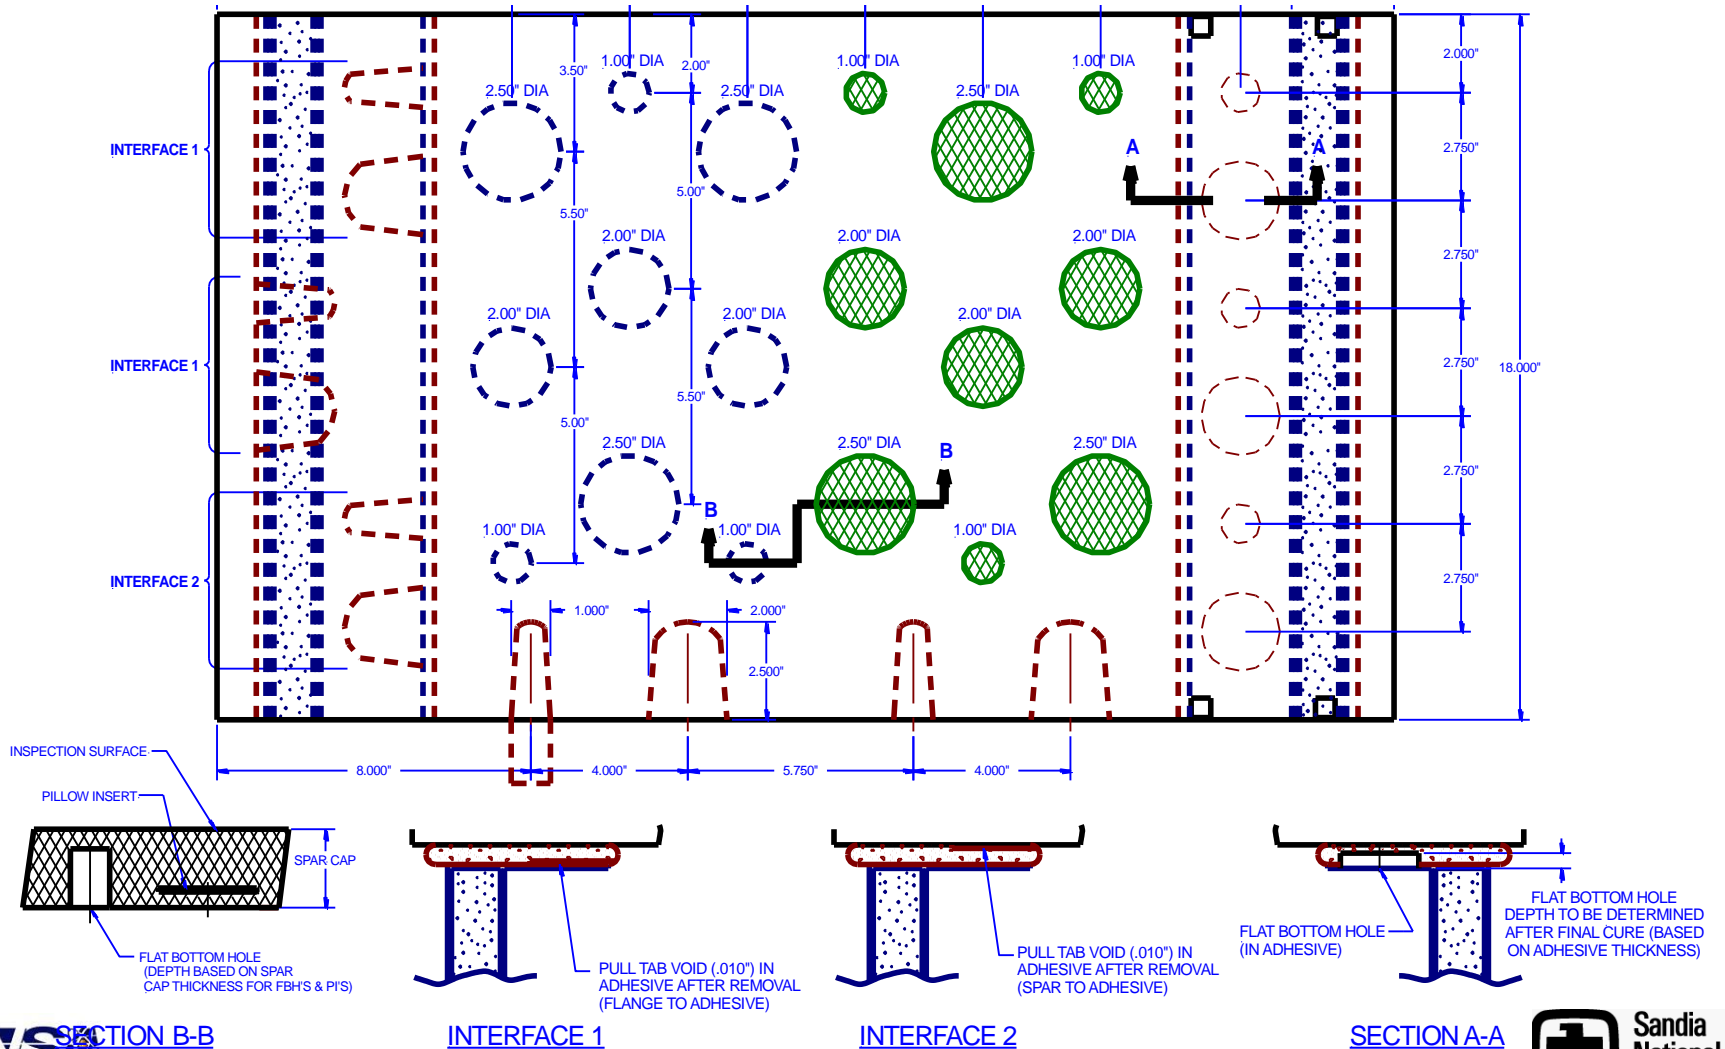 1.00" DIA
2.00"
1.00" DIA
1.00" DIA
3.50"
2.000"
2.50" DIA
2.50" DIA
2.50" DIA
INTERFACE 1
A
A
2.750"
5.50"
5.00"
2.00" DIA
2.00" DIA
2.00" DIA
2.750"
2.00" DIA
2.00" DIA
2.00" DIA
INTERFACE 1
2.750"
18.000"
5.00"
5.50"
2.50" DIA
2.50" DIA
2.50" DIA
B
2.750"
B
1.00" DIA
1.00" DIA
1.00" DIA
INTERFACE 2
2.750"
1.000"
2.000"
2.500"
8.000"
4.000"
5.750"
4.000"
INSPECTION SURFACE
PILLOW INSERT
SPAR CAP
FLAT BOTTOM HOLE
(DEPTH BASED ON SPAR
CAP THICKNESS FOR FBH'S & PI'S)
SECTION B-B
PULL TAB VOID (.010") IN
ADHESIVE AFTER REMOVAL
(FLANGE TO ADHESIVE)
INTERFACE 1
PULL TAB VOID (.010") IN
ADHESIVE AFTER REMOVAL
(SPAR TO ADHESIVE)
INTERFACE 2
FLAT BOTTOM HOLE
(IN ADHESIVE)
FLAT BOTTOM HOLE
DEPTH TO BE DETERMINED
AFTER FINAL CURE (BASED
ON ADHESIVE THICKNESS)
SECTION A-A
Sandia
National